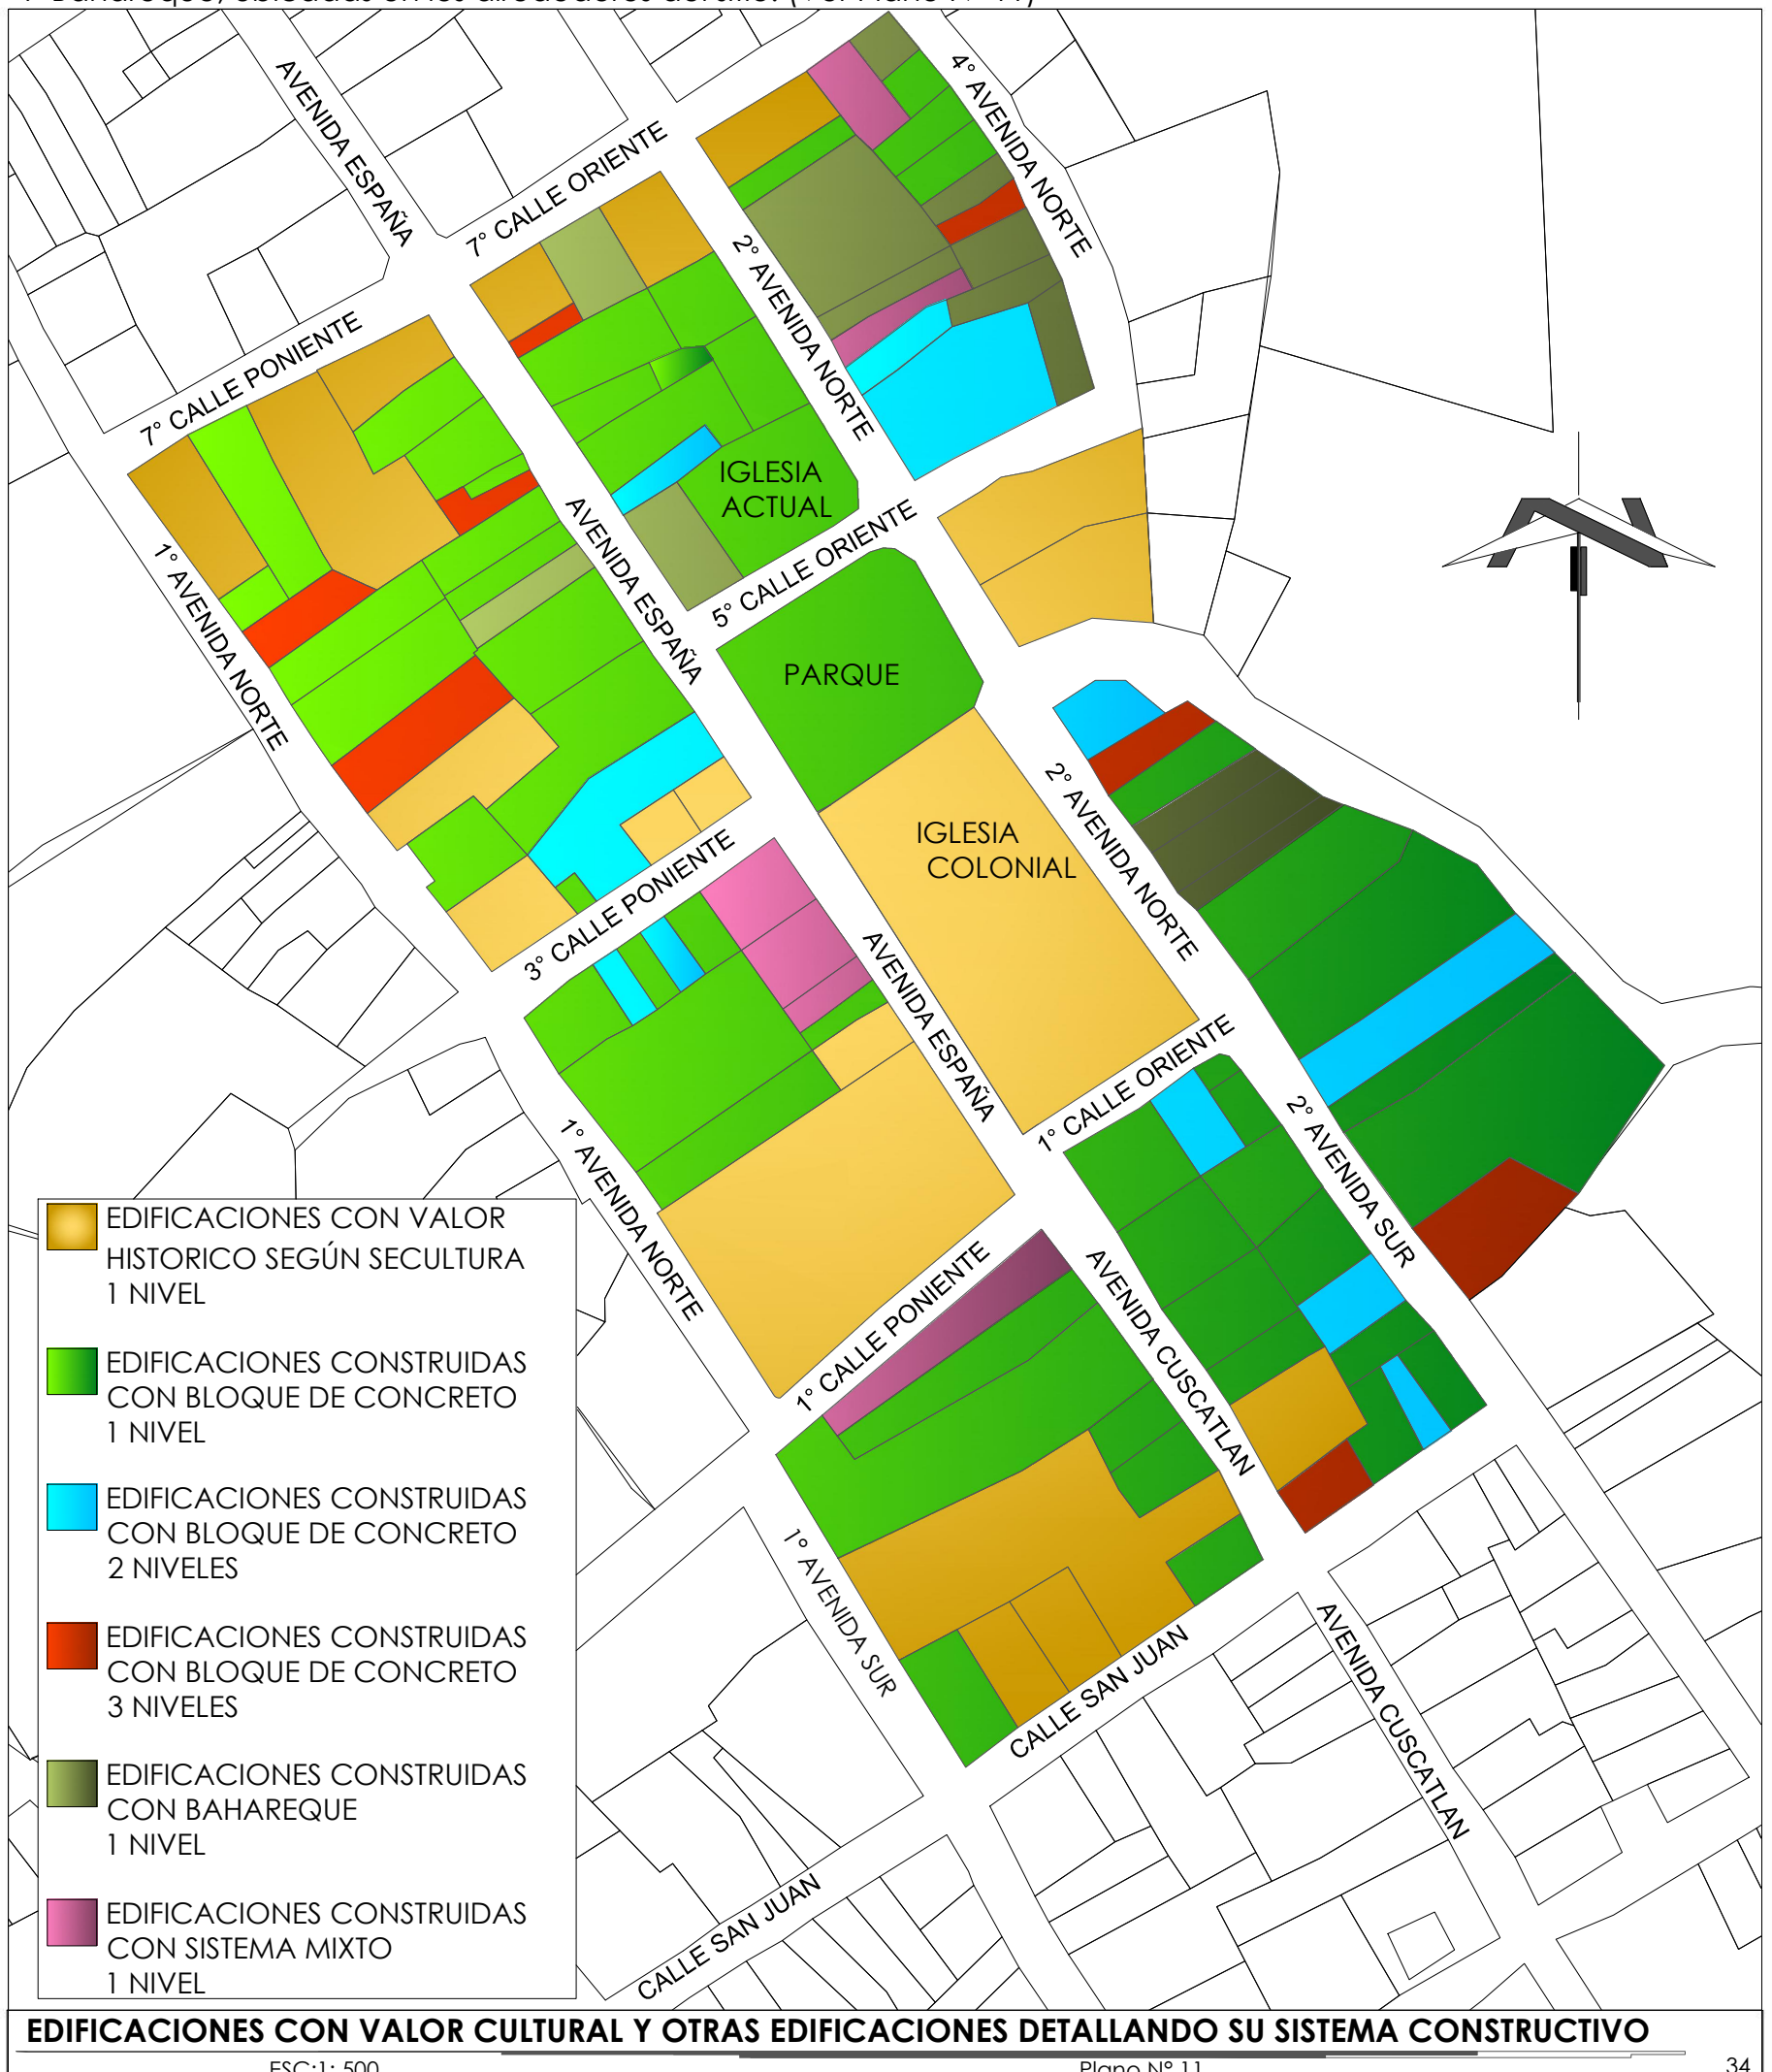 AVENIDA ESPAÑA
4° AVENIDA NORTE
7° CALLE ORIENTE
2° AVENIDA NORTE
7° CALLE PONIENTE
IGLESIA
ACTUAL
1° AVENIDA NORTE
AVENIDA ESPAÑA
5° CALLE ORIENTE
PARQUE
2° AVENIDA NORTE
IGLESIA
COLONIAL
3° CALLE PONIENTE
AVENIDA ESPAÑA
1° CALLE ORIENTE
1° AVENIDA NORTE
2° AVENIDA SUR
1° CALLE PONIENTE
AVENIDA CUSCATLAN
1° AVENIDA SUR
CALLE SAN JUAN
AVENIDA CUSCATLAN
CALLE SAN JUAN
EDIFICACIONES CON VALOR
HISTORICO SEGÚN SECULTURA
1 NIVEL
EDIFICACIONES CONSTRUIDAS
CON BLOQUE DE CONCRETO
1 NIVEL
EDIFICACIONES CONSTRUIDAS
CON BLOQUE DE CONCRETO
2 NIVELES
EDIFICACIONES CONSTRUIDAS
CON BLOQUE DE CONCRETO
3 NIVELES
EDIFICACIONES CONSTRUIDAS
CON BAHAREQUE
1 NIVEL
EDIFICACIONES CONSTRUIDAS
CON SISTEMA MIXTO
1 NIVEL
EDIFICACIONES CON VALOR CULTURAL Y OTRAS EDIFICACIONES DETALLANDO SU SISTEMA CONSTRUCTIVO
ESC:1: 500
Plano N° 11
34